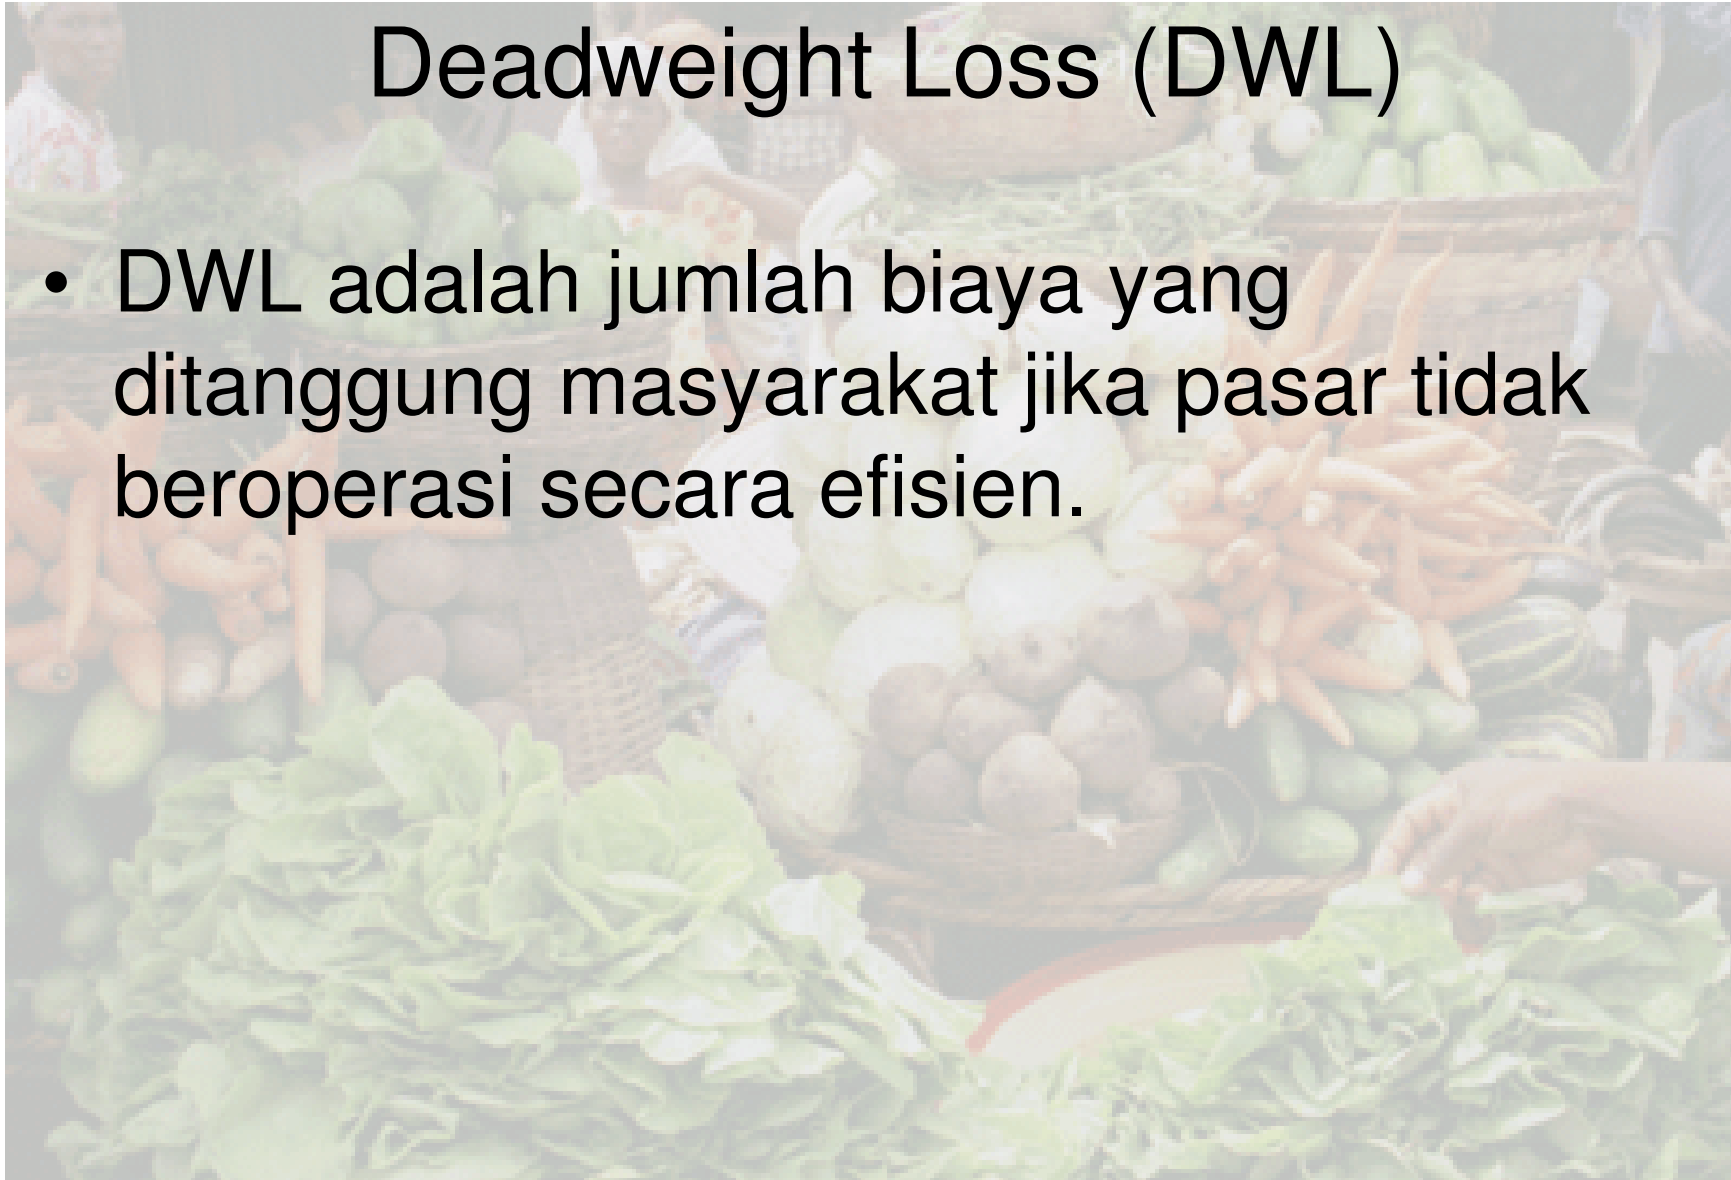 Deadweight Loss (DWL)
• DWL adalah jumlah biaya yang
ditanggung masyarakat jika pasar tidak
beroperasi secara efisien.